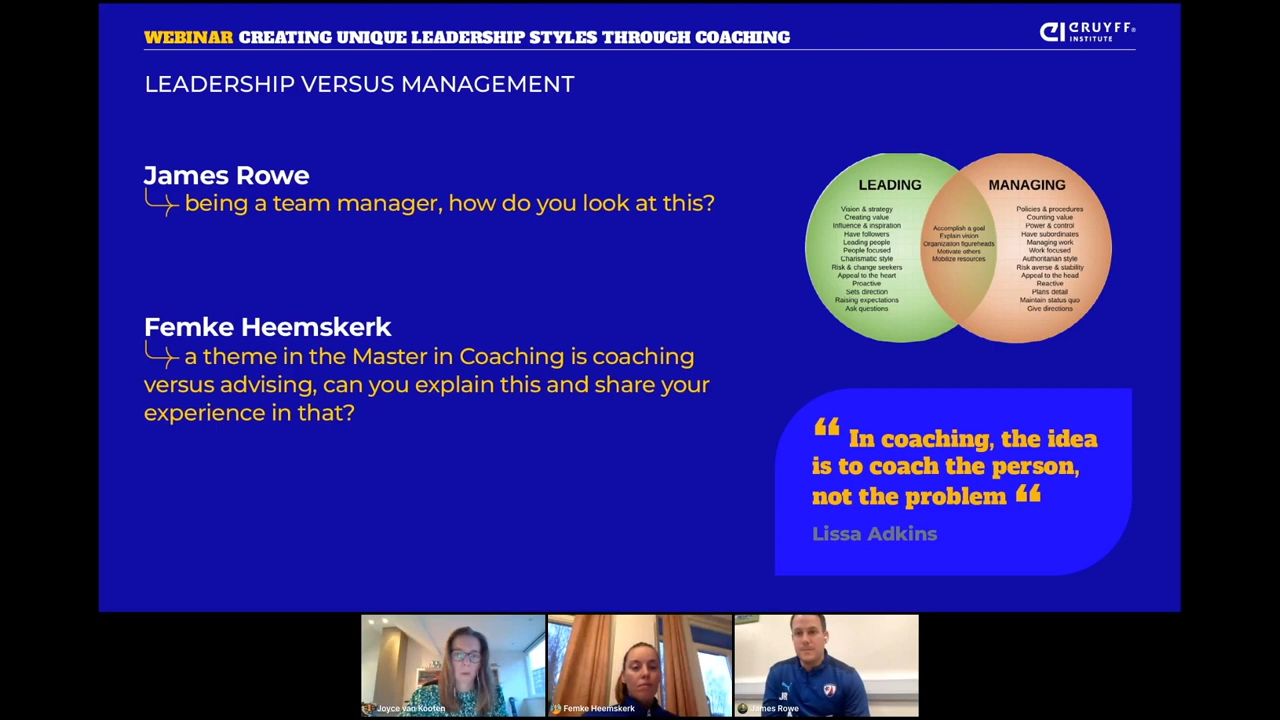 WEBINAR CREATING UNIQUE LEADERSHIP STYLES THROUGH COACHING
CI CRUYFF®
INSTITUTE
LEADERSHIP VERSUS MANAGEMENT
James Rowe
being a team manager, how do you look at this?
Femke Heemskerk
a theme in the Master in Coaching is coaching
versus advising, can you explain this and share your
experience in that?
LEADING
Vision & strategy
Creating value
Influence & inspiration
Have followers
Leading people
People focused
Charismatic style
Risk & change seekers
Appeal to the heart
Proactive
Sets direction
Raising expectations
Ask questions
Accomplish a goal
Explain vision
Organization figureheads
Motivate others
Mobilize resources
MANAGING
Policies & procedures
Counting value
Power & control
Have subordinates
Managing work
Work focused
Authoritarian style
Risk averse & stability
Appeal to the head
Reactive
Plans detail
Maintain status quo
Give directions
“ In coaching, the idea
is to coach the person,
not the problem “
Lissa Adkins
Joyce van Kooten
Femke Heemskerk
JR
James Rowe